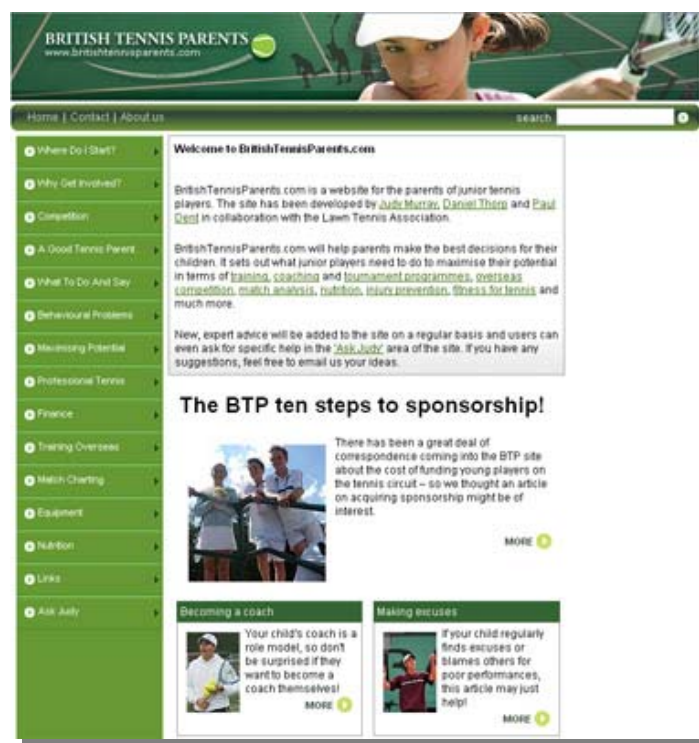 BRITISH TENNIS PARENTS
www.britishtennisparents.com
Home | Contact | About us
search
Where Do I Start?
Why Get Involved?
Competition
A Good Tennis Parent
What To Do And Say
Behavioural Problems
Maximising Potential
Professional Tennis
Finance
Training Overseas
Match Charting
Equipment
Nutrition
Links
Ask Judy
Welcome to BritishTennisParents.com
BritishTennisParents.com is a website for the parents of junior tennis
players. The site has been developed by Judy Murray, Daniel Thorp and Paul
Dent in collaboration with the Lawn Tennis Association.
BritishTennisParents.com will help parents make the best decisions for their
children. It sets out what junior players need to do to maximise their potential
in terms of training, coaching and tournament programmes, overseas
competition, match analysis, nutrition, injury prevention, fitness for tennis and
much more.
New, expert advice will be added to the site on a regular basis and users can
even ask for specific help in the 'Ask Judy' area of the site. If you have any
suggestions, feel free to email us your ideas.
The BTP ten steps to sponsorship!
There has been a great deal of
correspondence coming into the BTP site
about the cost of funding young players on
the tennis circuit – so we thought an article
on acquiring sponsorship might be of
interest.
MORE
Becoming a coach
Your child's coach is a
role model, so don't
be surprised if they
want to become a
coach themselves!
MORE
Making excuses
If your child regularly
finds excuses or
blames others for
poor performances,
this article may just
help!
MORE